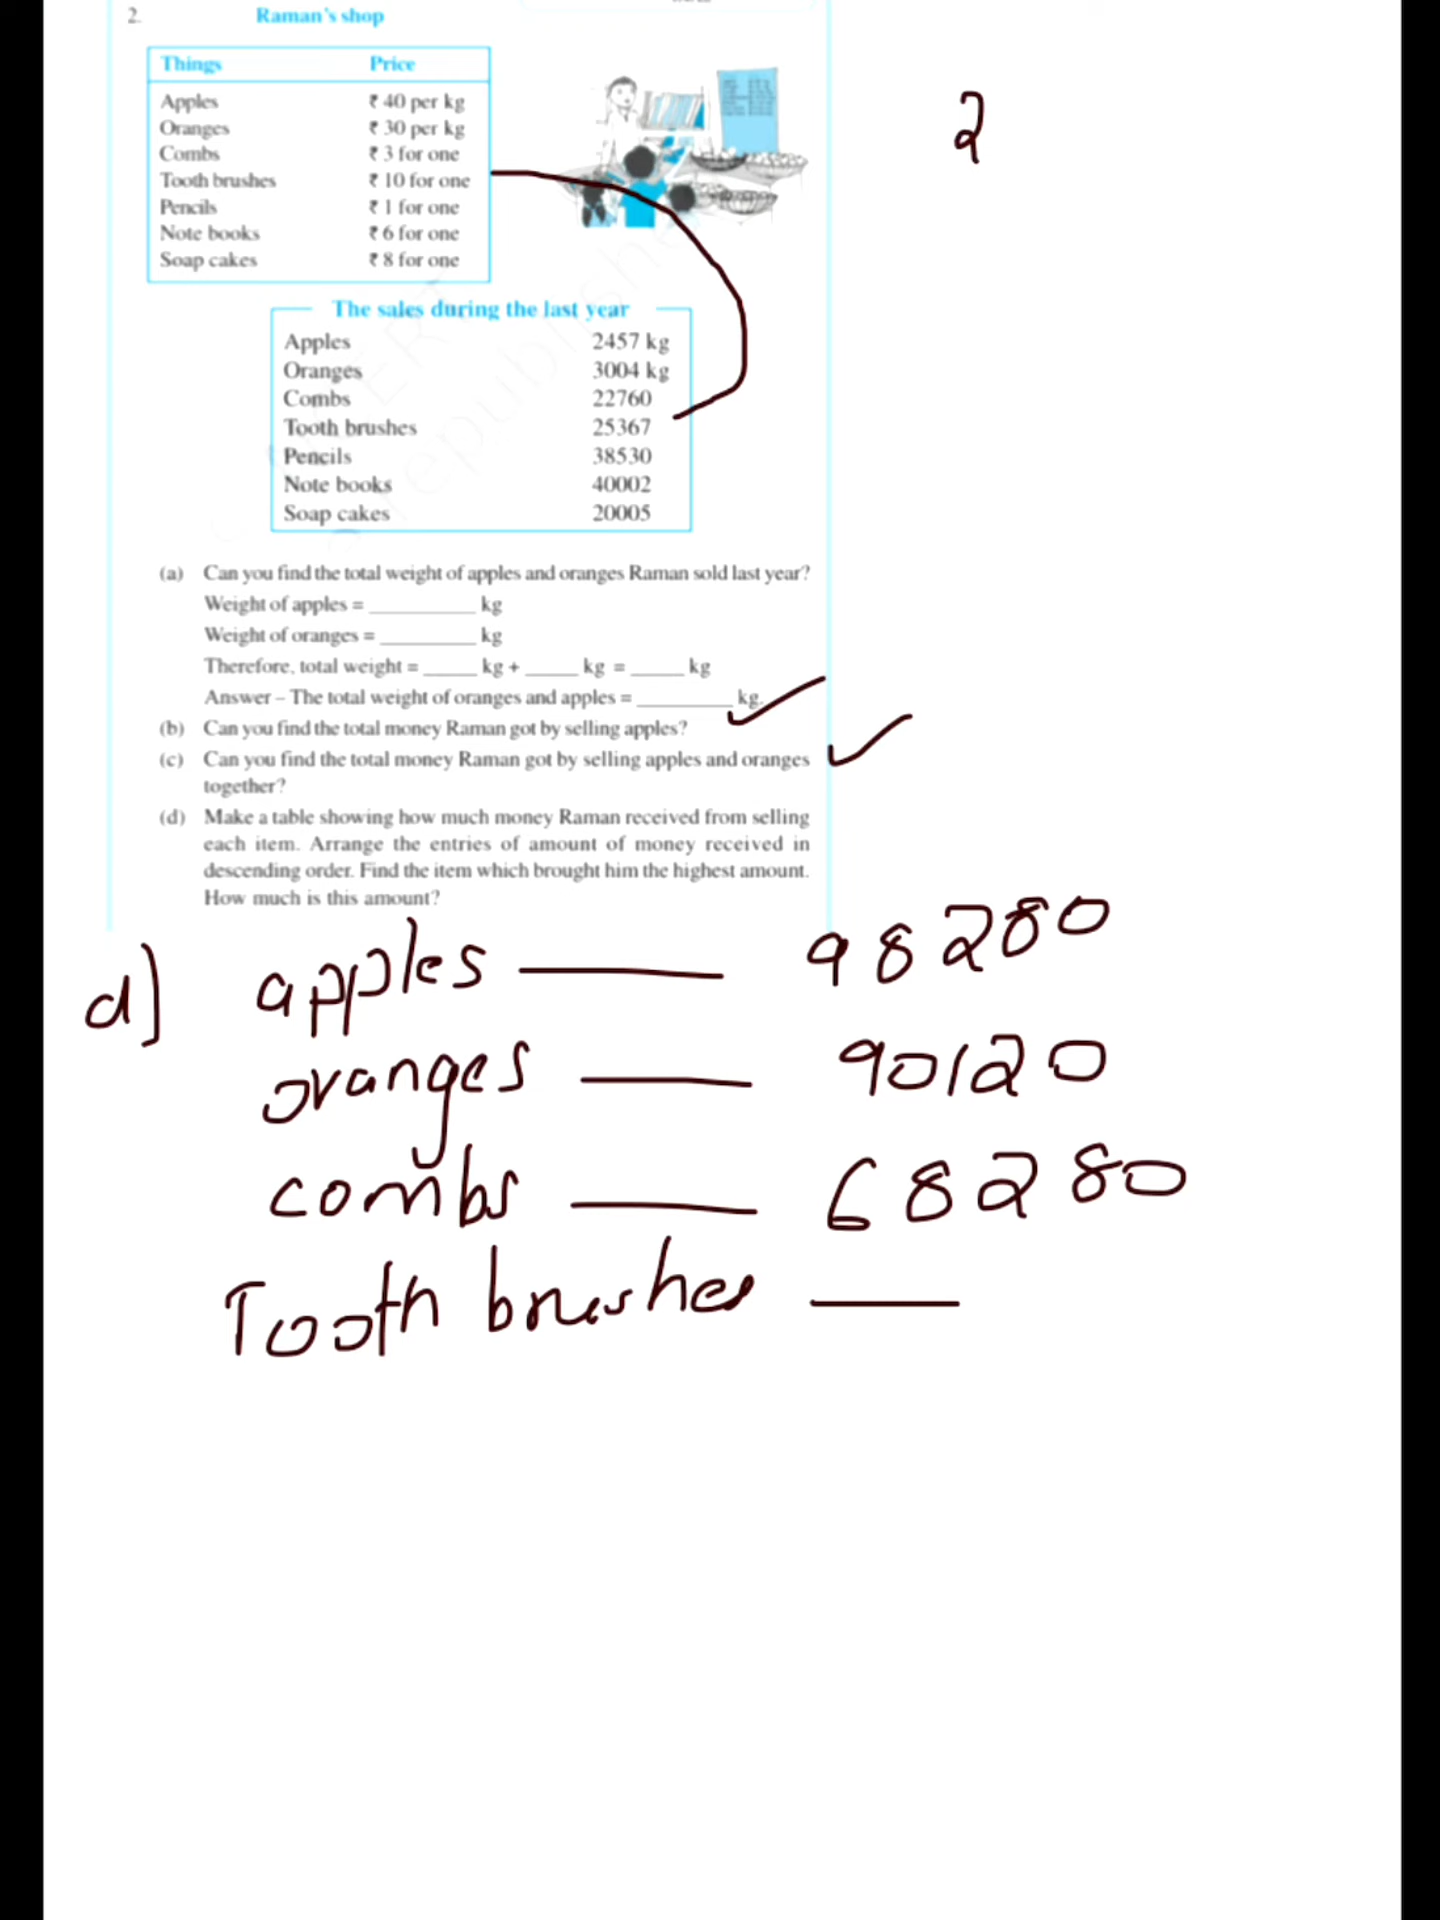 2. Raman's shop
Things Price
Apples ₹ 40 per kg
Oranges ₹ 30 per kg
Combs ₹ 3 for one
Tooth brushes ₹ 10 for one
Pencils ₹ 1 for one
Note books ₹ 6 for one
Soap cakes ₹ 8 for one
2
The sales during the last year
Apples 2457 kg
Oranges 3004 kg
Combs 22760
Tooth brushes 25367
Pencils 38530
Note books 40002
Soap cakes 20005
(a) Can you find the total weight of apples and oranges Raman sold last year?
Weight of apples = __________ kg
Weight of oranges = _________ kg
Therefore, total weight = _____ kg + _____ kg = _____ kg
Answer – The total weight of oranges and apples = _________ kg.
(b) Can you find the total money Raman got by selling apples?
(c) Can you find the total money Raman got by selling apples and oranges
together?
(d) Make a table showing how much money Raman received from selling
each item. Arrange the entries of amount of money received in
descending order. Find the item which brought him the highest amount.
How much is this amount?
d) apples — 98280
oranges — 90120
combs — 68280
Tooth brushes —